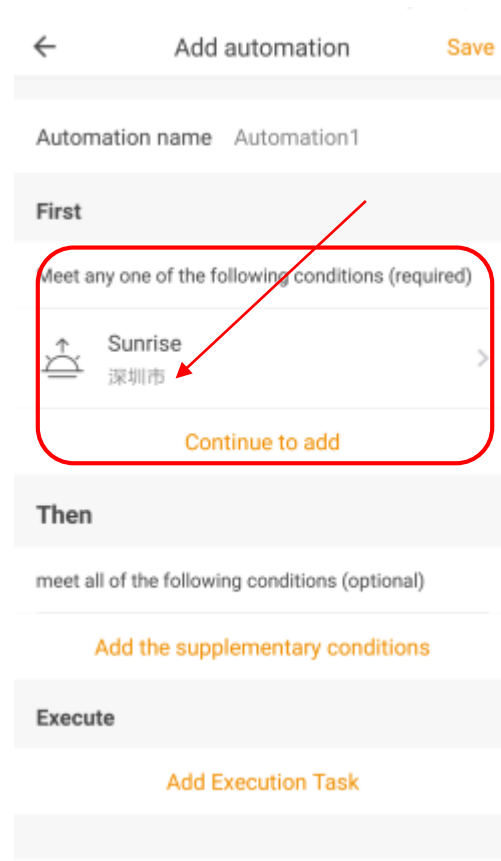 Add automation Save
Automation name Automation1
First
Meet any one of the following conditions (required)
Sunrise
深圳市
Continue to add
Then
meet all of the following conditions (optional)
Add the supplementary conditions
Execute
Add Execution Task